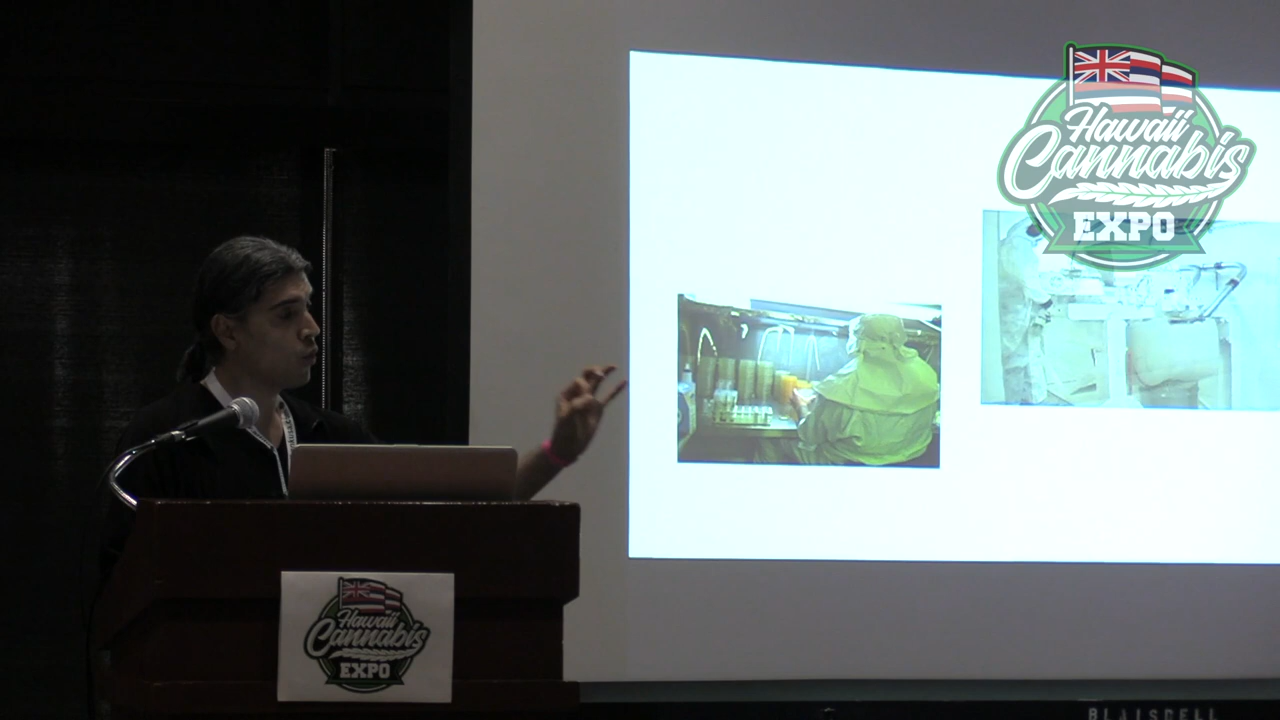 Hawaii
Cannabis
EXPO
Hawaii
Cannabis
EXPO
BLAISDELL